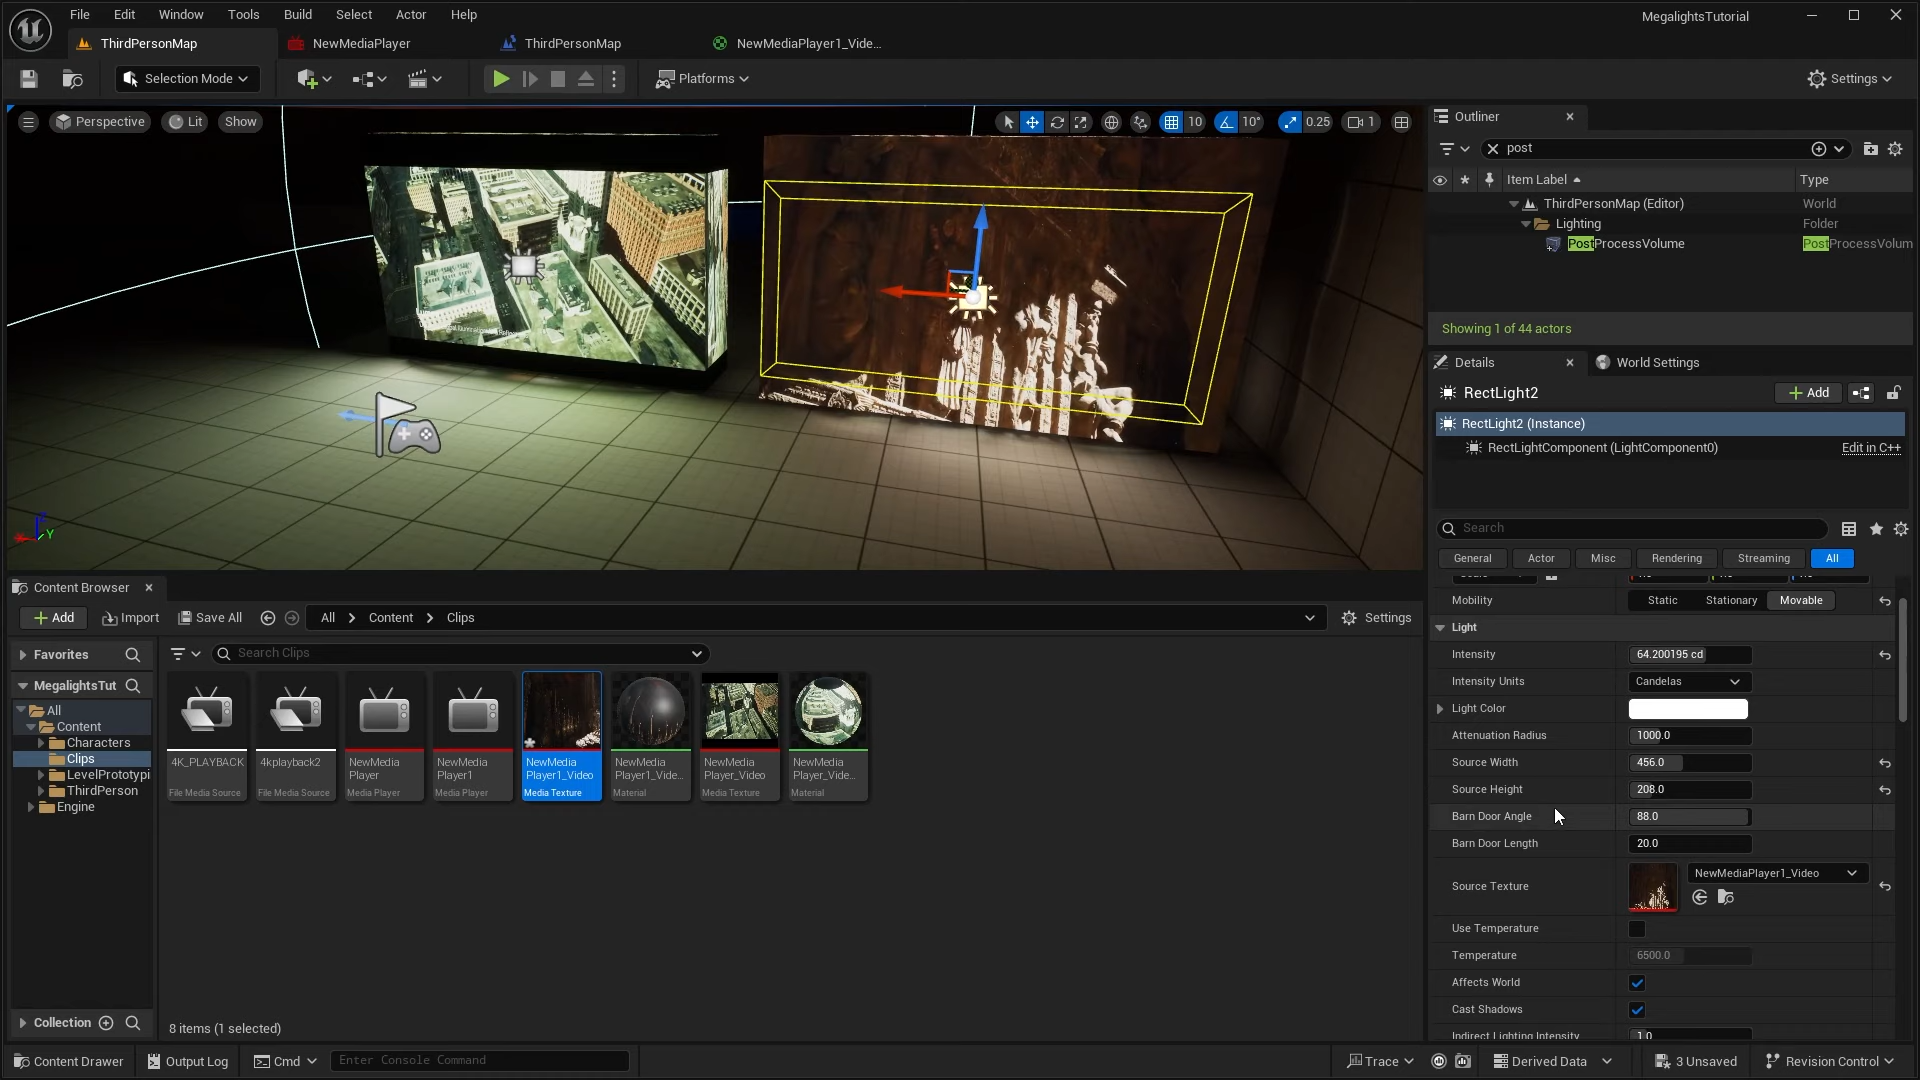 File Edit Window Tools Build Select Actor Help
MegalightsTutorial
ThirdPersonMap NewMediaPlayer ThirdPersonMap NewMediaPlayer1_Vide...
Selection Mode Platforms Settings
Perspective Lit Show 10 10° 0.25 1
Outliner
post
Item Label Type
ThirdPersonMap (Editor) World
Lighting Folder
PostProcessVolume PostProcessVolum
Showing 1 of 44 actors
Details World Settings
RectLight2 Add
RectLight2 (Instance)
RectLightComponent (LightComponent0) Edit in C++
Search
General Actor Misc Rendering Streaming All
Mobility Static Stationary Movable
Light
Intensity 64.200195 cd
Intensity Units Candelas
Light Color
Attenuation Radius 1000.0
Source Width 456.0
Source Height 208.0
Barn Door Angle 88.0
Barn Door Length 20.0
Source Texture NewMediaPlayer1_Video
Use Temperature
Temperature 6500.0
Affects World
Cast Shadows
Indirect Lighting Intensity 1.0
Y
Content Browser
Add Import Save All All Content Clips Settings
Favorites
Search Clips
MegalightsTut
All
Content
Characters
Clips
LevelPrototypi
ThirdPerson
Engine
Collection
4K_PLAYBACK
File Media Source
4kplayback2
File Media Source
NewMedia
Player
Media Player
NewMedia
Player1
Media Player
NewMedia
Player1_Video
Media Texture
NewMedia
Player1_Vide...
Material
NewMedia
Player_Video
Media Texture
NewMedia
Player_Vide...
Material
8 items (1 selected)
Content Drawer Output Log Cmd Enter Console Command Trace Derived Data 3 Unsaved Revision Control